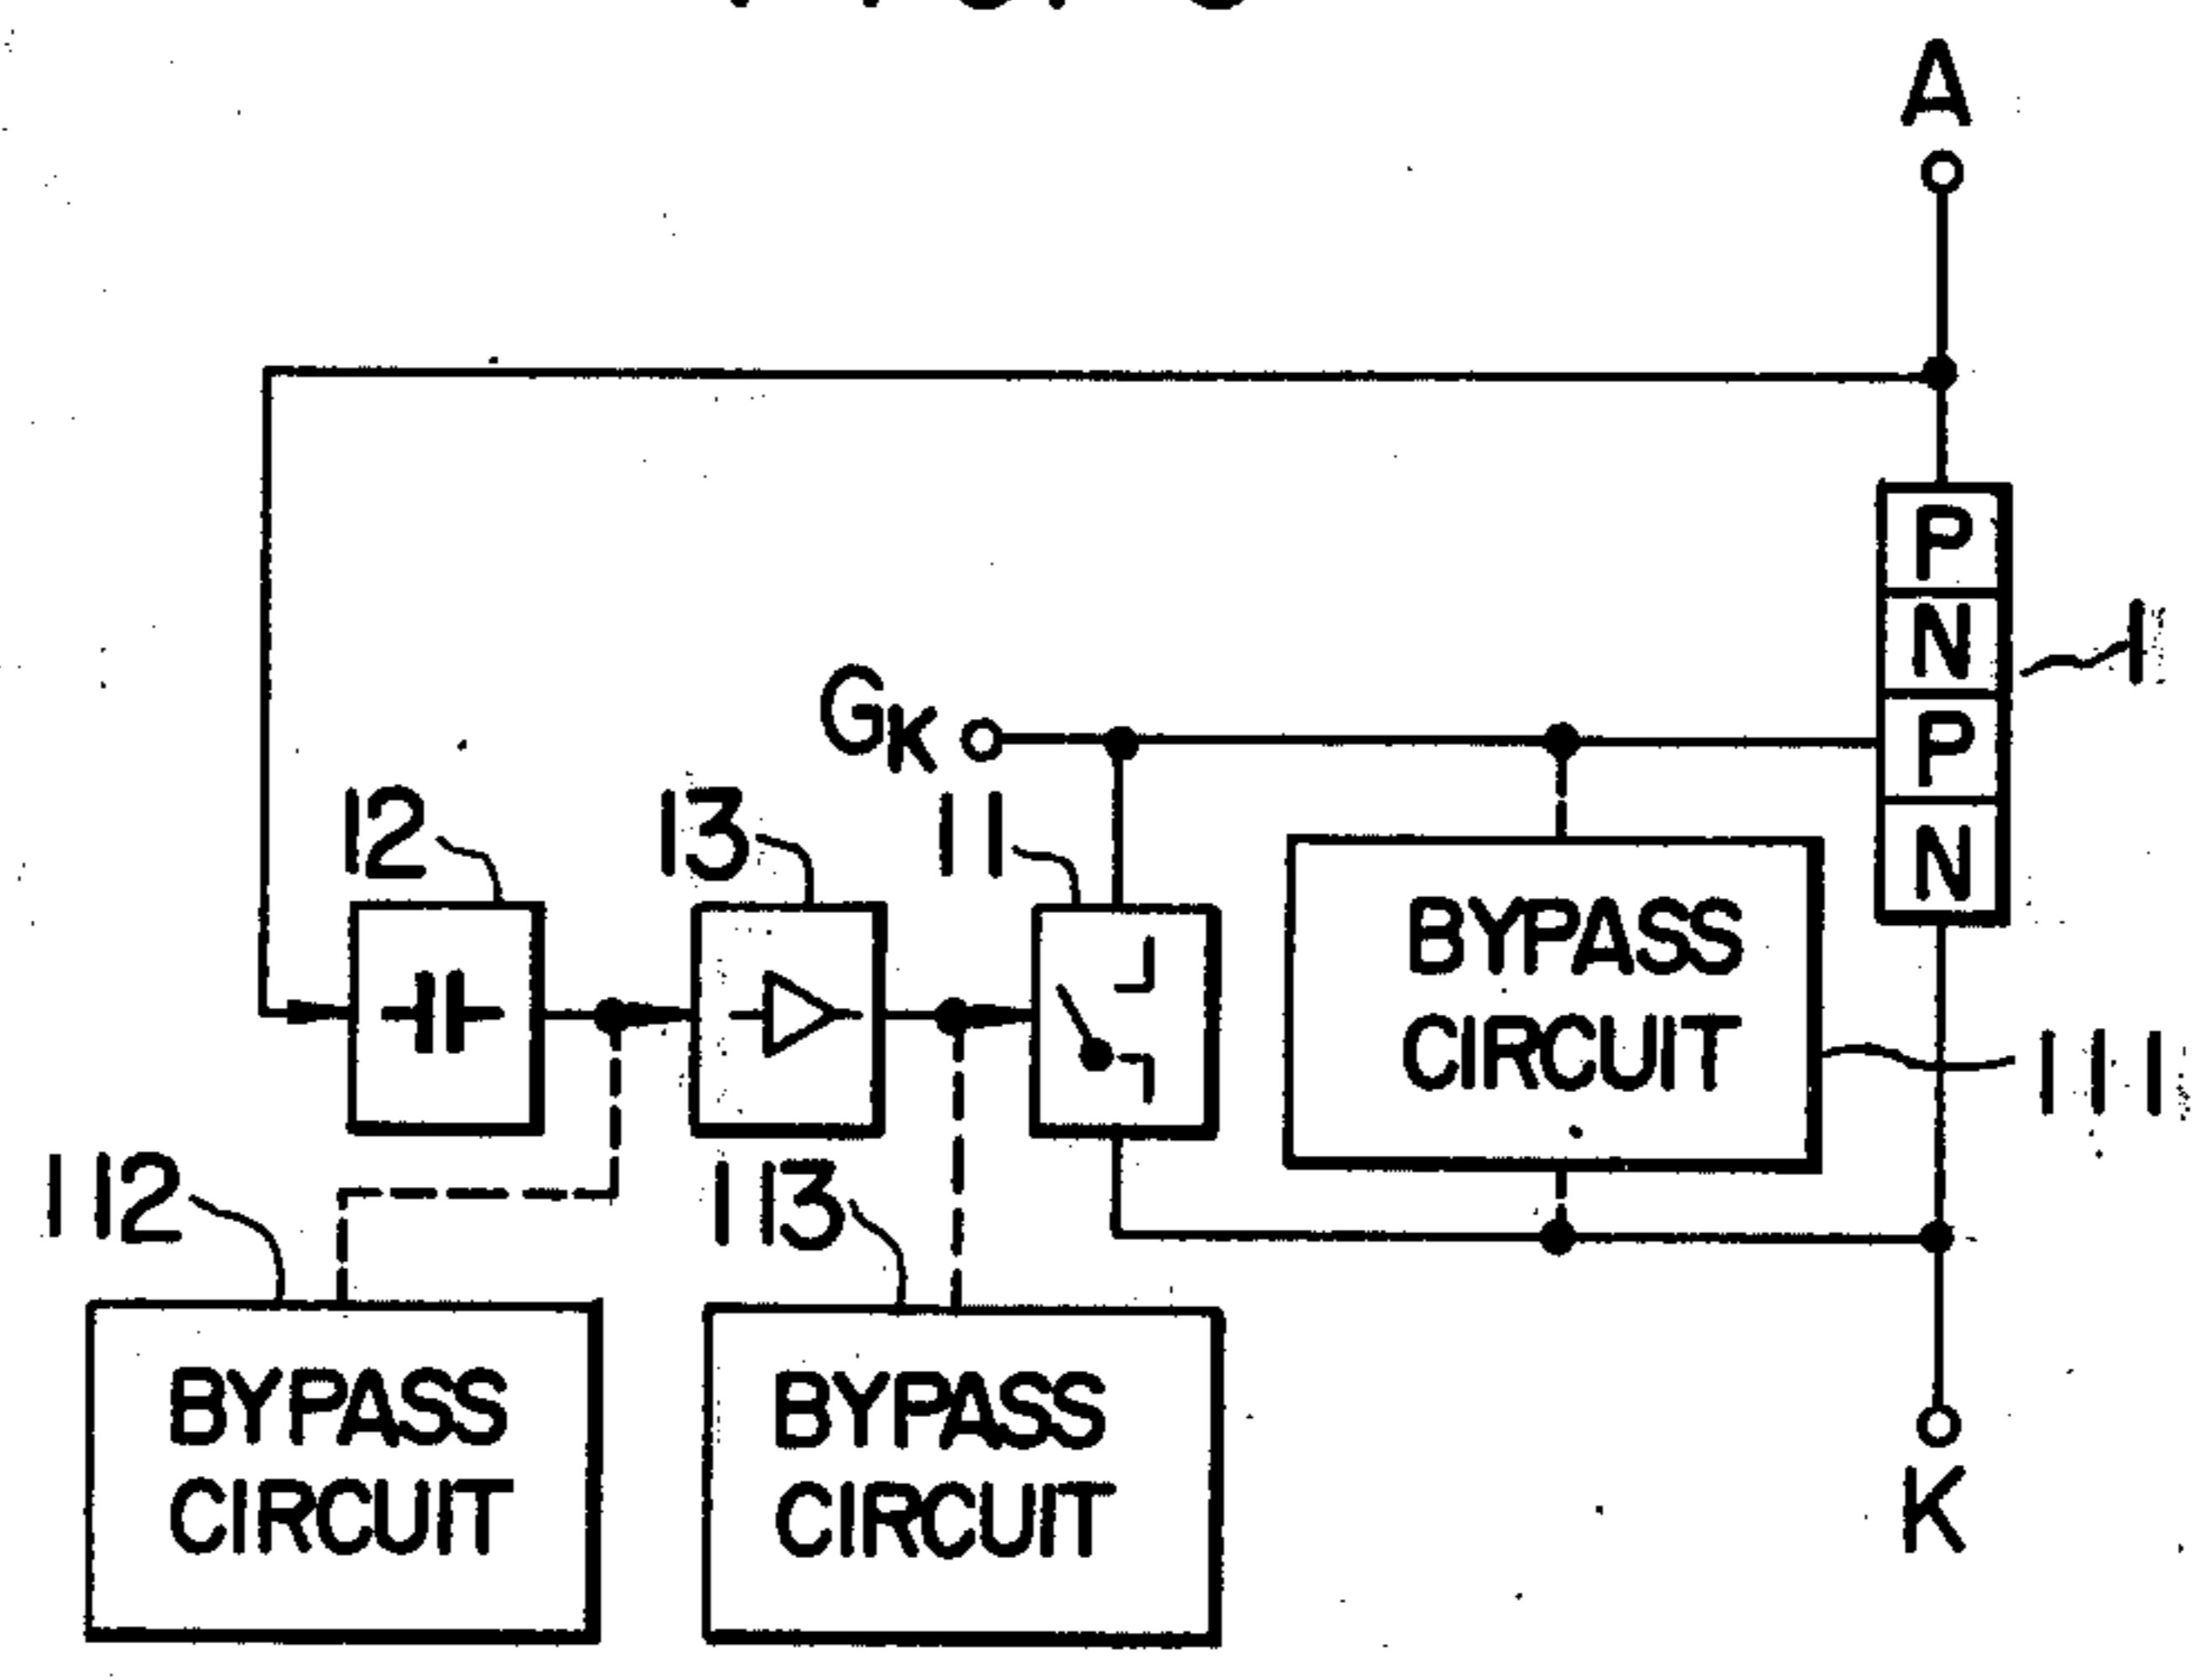 A
P
N
1
P
N
GK
12
13
11
BYPASS
CIRCUIT
111
112
113
BYPASS
CIRCUIT
BYPASS
CIRCUIT
K